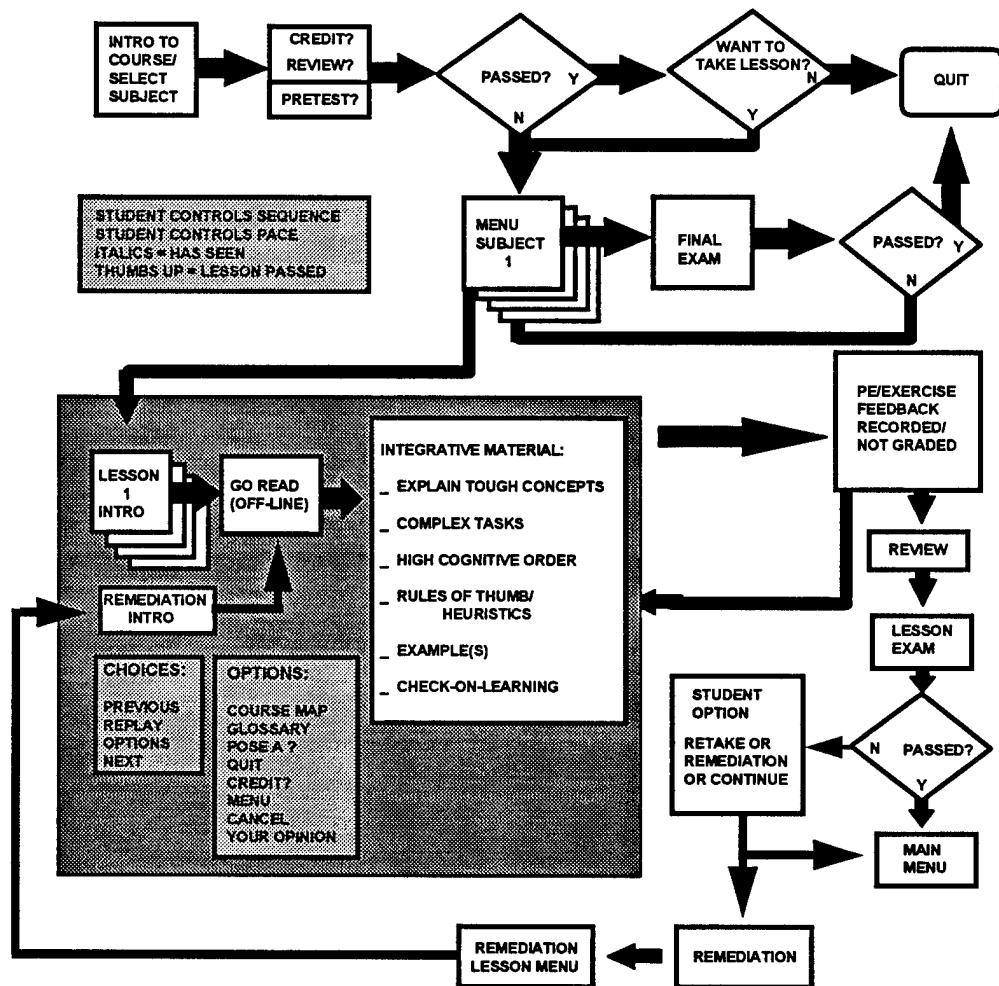 INTRO TO
COURSE/
SELECT
SUBJECT
CREDIT?
REVIEW?
PRETEST?
PASSED?
Y
N
WANT TO
TAKE LESSON?
N
Y
QUIT
STUDENT CONTROLS SEQUENCE
STUDENT CONTROLS PACE
ITALICS = HAS SEEN
THUMBS UP = LESSON PASSED
MENU
SUBJECT
1
FINAL
EXAM
PASSED?
Y
N
LESSON
1
INTRO
GO READ
(OFF-LINE)
REMEDIATION
INTRO
CHOICES:
PREVIOUS
REPLAY
OPTIONS
NEXT
OPTIONS:
COURSE MAP
GLOSSARY
POSE A ?
QUIT
CREDIT?
MENU
CANCEL
YOUR OPINION
INTEGRATIVE MATERIAL:
_ EXPLAIN TOUGH CONCEPTS
_ COMPLEX TASKS
_ HIGH COGNITIVE ORDER
_ RULES OF THUMB/
HEURISTICS
_ EXAMPLE(S)
_ CHECK-ON-LEARNING
PE/EXERCISE
FEEDBACK
RECORDED/
NOT GRADED
REVIEW
LESSON
EXAM
N
PASSED?
Y
STUDENT
OPTION
RETAKE OR
REMEDIATION
OR CONTINUE
MAIN
MENU
REMEDIATION
REMEDIATION
LESSON MENU